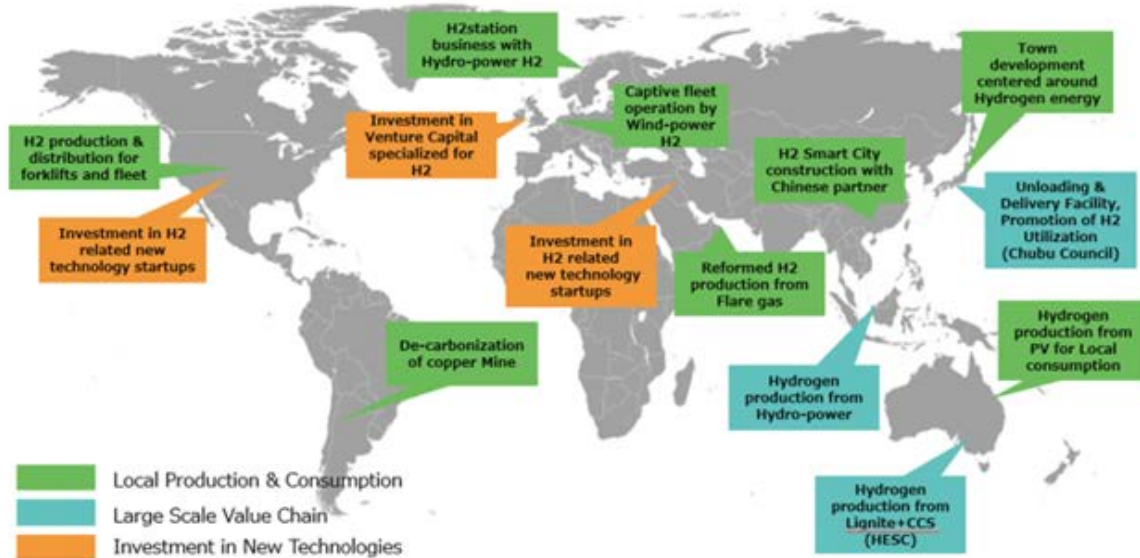 H2station
business with
Hydro-power H2
Town
development
centered around
Hydrogen energy
Captive fleet
operation by
Wind-power
H2
Investment in
Venture Capital
specialized for
H2
H2 production &
distribution for
forklifts and fleet
H2 Smart City
construction with
Chinese partner
Unloading &
Delivery Facility,
Promotion of H2
Utilization
(Chubu Council)
Investment in H2
related new
technology startups
Investment in
H2 related
new technology
startups
Reformed H2
production from
Flare gas
Hydrogen
production from
PV for Local
consumption
De-carbonization
of copper Mine
Hydrogen
production from
Hydro-power
Hydrogen
production from
Lignite+CCS
(HESC)
Local Production & Consumption
Large Scale Value Chain
Investment in New Technologies